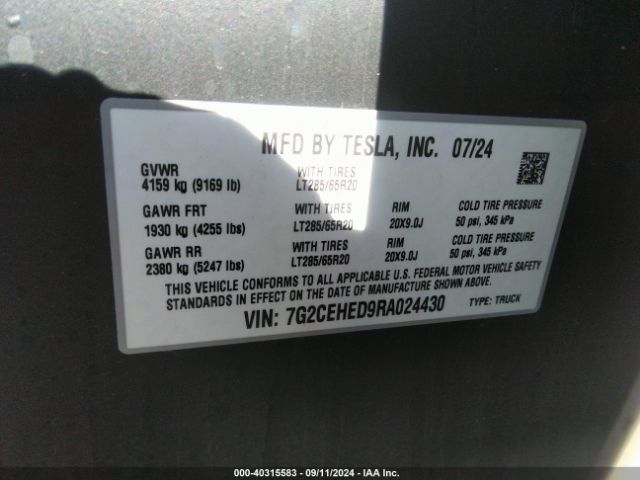 MFD BY TESLA, INC. 07/24
GVWR WITH TIRES
4159 kg (9169 lb) LT285/65R20
GAWR FRT WITH TIRES RIM COLD TIRE PRESSURE
1930 kg (4255 lbs) LT285/65R20 20X9.0J 50 psi, 345 kPa
GAWR RR WITH TIRES RIM COLD TIRE PRESSURE
2380 kg (5247 lbs) LT285/65R20 20X9.0J 50 psi, 345 kPa
THIS VEHICLE CONFORMS TO ALL APPLICABLE U.S. FEDERAL MOTOR VEHICLE SAFETY
STANDARDS IN EFFECT ON THE DATE OF MANUFACTURE SHOWN ABOVE.
VIN: 7G2CEHED9RA024430 TYPE: TRUCK
000-40315583 - 09/11/2024 - IAA Inc.